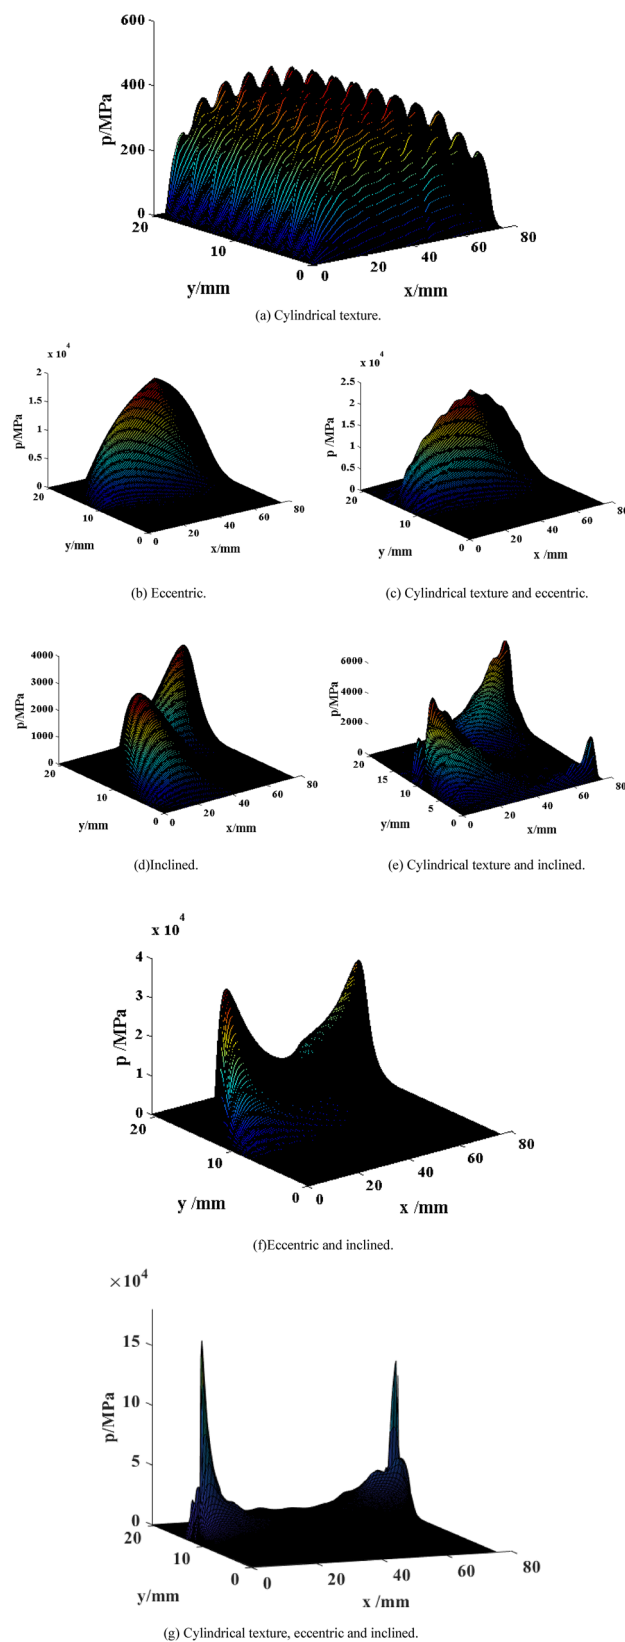 600
400
200
0
p/MPa
20
10
0
y/mm
0
20
40
60
80
x/mm
(a) Cylindrical texture.
x 10^4
2
1.5
1
0.5
0
p/MPa
20
10
0
y/mm
0
20
40
60
80
x/mm
(b) Eccentric.
x 10^4
2.5
2
1.5
1
0.5
0
p /MPa
20
10
0
y /mm
0
20
40
60
80
x /mm
(c) Cylindrical texture and eccentric.
4000
3000
2000
1000
0
p/MPa
20
10
0
y/mm
0
20
40
60
80
x/mm
(d)Inclined.
6000
4000
2000
0
p/MPa
20
15
10
5
0
y/mm
0
20
40
60
80
x/mm
(e) Cylindrical texture and inclined.
x 10^4
4
3
2
1
0
p /MPa
20
10
0
y /mm
0
20
40
60
80
x /mm
(f)Eccentric and inclined.
×10^4
15
10
5
0
p/MPa
20
10
0
y/mm
0
20
40
60
80
x /mm
(g) Cylindrical texture, eccentric and inclined.